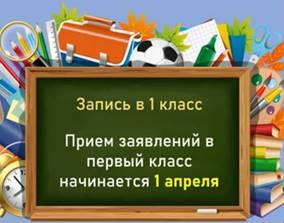 Запись в 1 класс
Прием заявлений в
первый класс
начинается 1 апреля